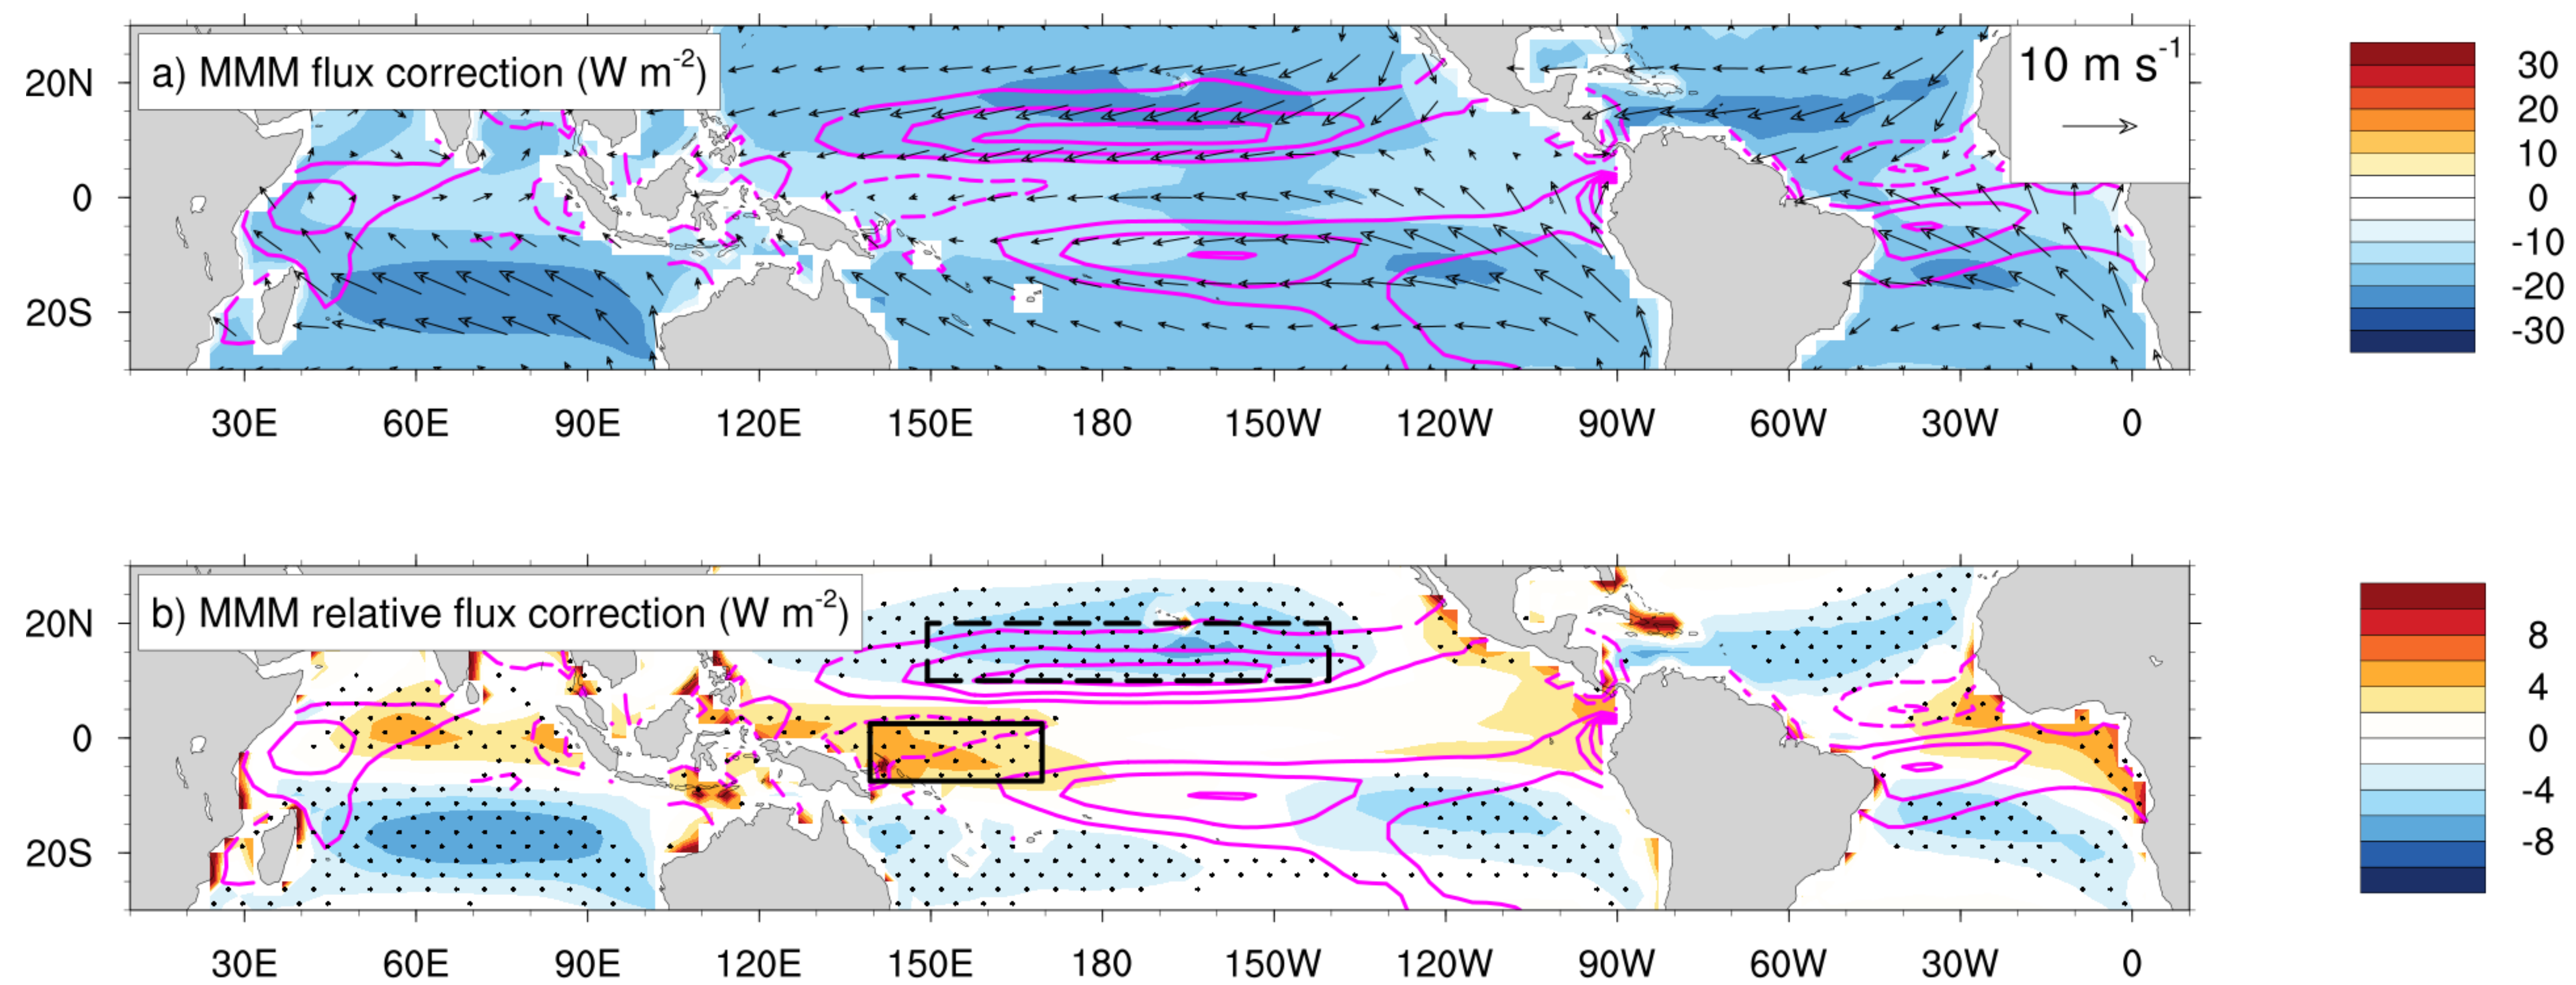 a) MMM flux correction (W m⁻²)
10 m s⁻¹
20N
0
20S
30E 60E 90E 120E 150E 180 150W 120W 90W 60W 30W 0
30
20
10
0
-10
-20
-30
b) MMM relative flux correction (W m⁻²)
20N
0
20S
30E 60E 90E 120E 150E 180 150W 120W 90W 60W 30W 0
8
4
0
-4
-8